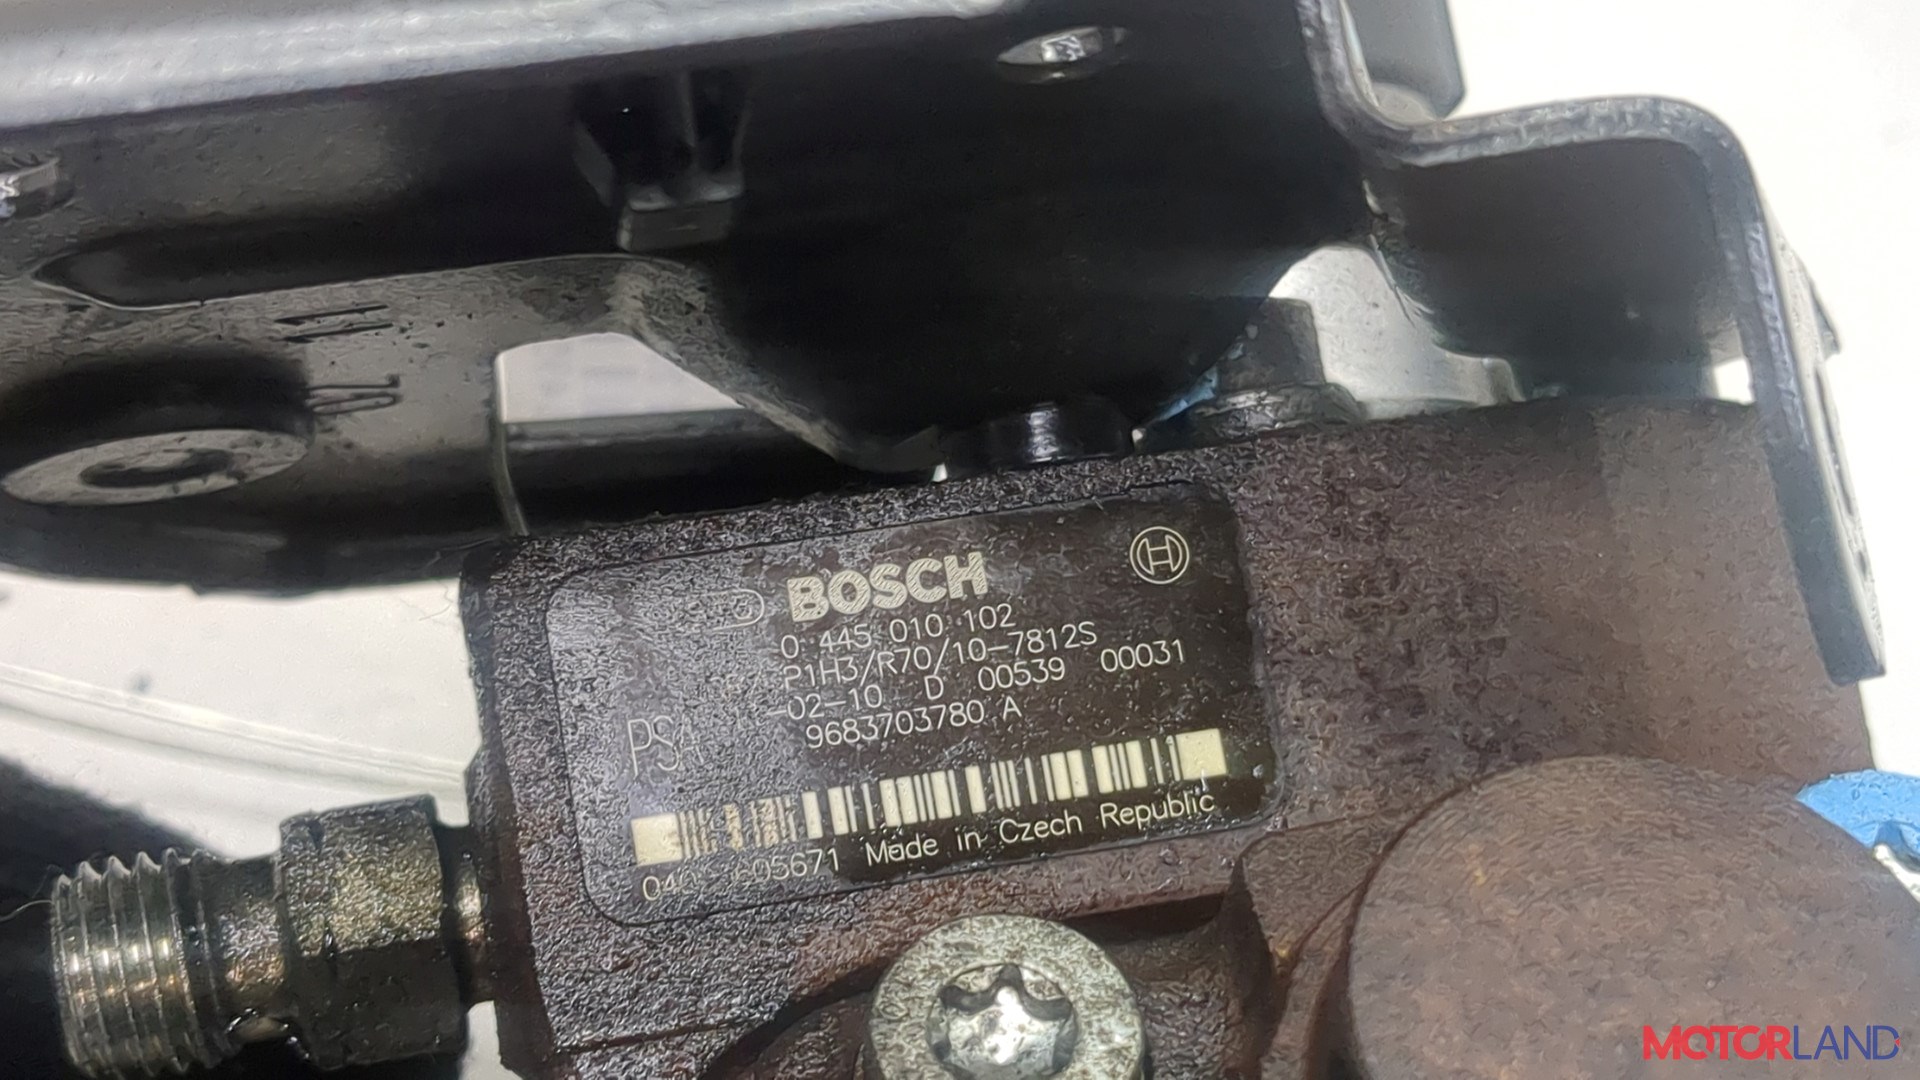 BOSCH
0 445 010 102
P1H3/R70/10-7812S
-02-10 D 00539 00031
9683703780 A
PSA
05671 Made in Czech Republic
MOTORLAND